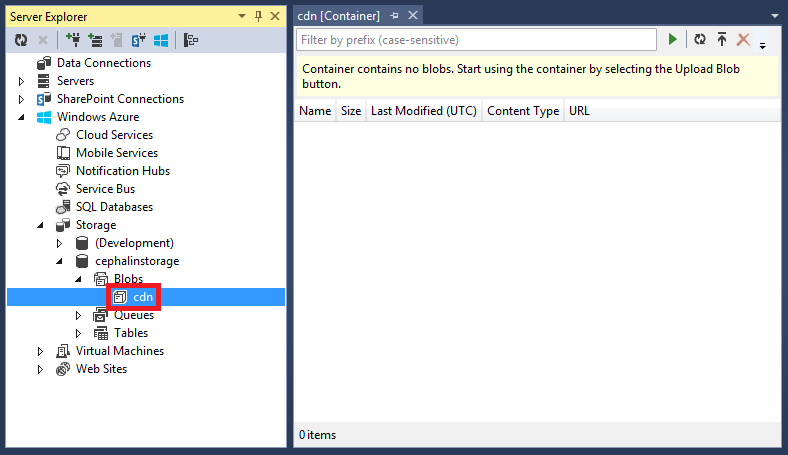 Server Explorer
Data Connections
Servers
SharePoint Connections
Windows Azure
Cloud Services
Mobile Services
Notification Hubs
Service Bus
SQL Databases
Storage
(Development)
cephalinstorage
Blobs
cdn
Queues
Tables
Virtual Machines
Web Sites
cdn [Container]
Filter by prefix (case-sensitive)
Container contains no blobs. Start using the container by selecting the Upload Blob
button.
Name Size Last Modified (UTC) Content Type URL
0 items